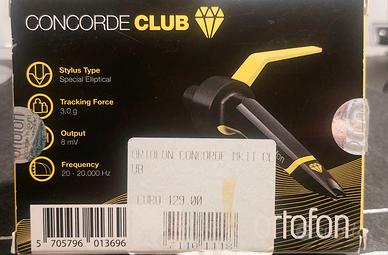 CONCORDE CLUB
Stylus Type
Special Elliptical
Tracking Force
3.0 g
Output
8 mV
Frequency
20 - 20.000 Hz
ortofon
ORTOFON CONCORDE MKII CL
UB
EURO 129.00
5 705796 013696
ortofon